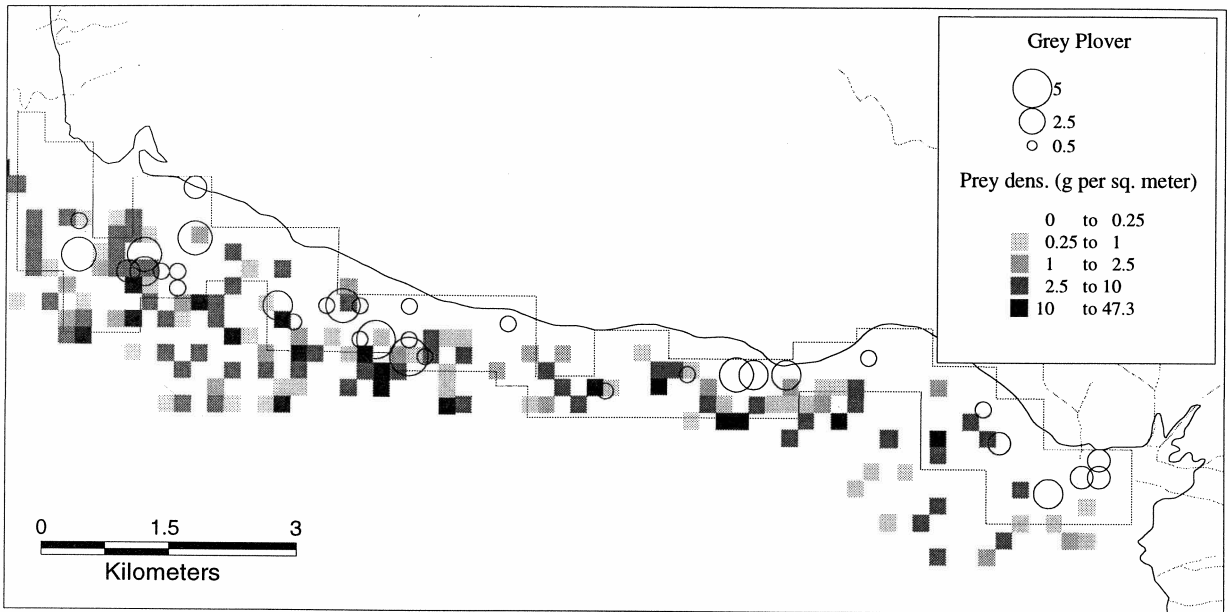 Grey Plover
5
2.5
0.5
Prey dens. (g per sq. meter)
0 to 0.25
0.25 to 1
1 to 2.5
2.5 to 10
10 to 47.3
0 1.5 3
Kilometers